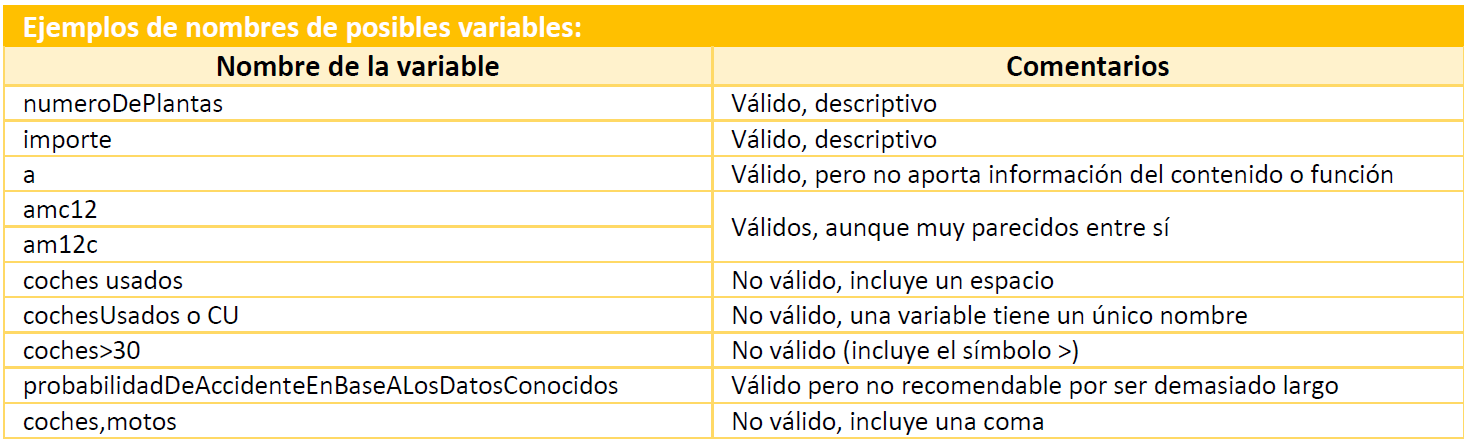 Ejemplos de nombres de posibles variables:
Nombre de la variable Comentarios
numeroDePlantas Válido, descriptivo
importe Válido, descriptivo
a Válido, pero no aporta información del contenido o función
amc12
Válidos, aunque muy parecidos entre sí
am12c
coches usados No válido, incluye un espacio
cochesUsados o CU No válido, una variable tiene un único nombre
coches>30 No válido (incluye el símbolo >)
probabilidadDeAccidenteEnBaseALosDatosConocidos Válido pero no recomendable por ser demasiado largo
coches,motos No válido, incluye una coma